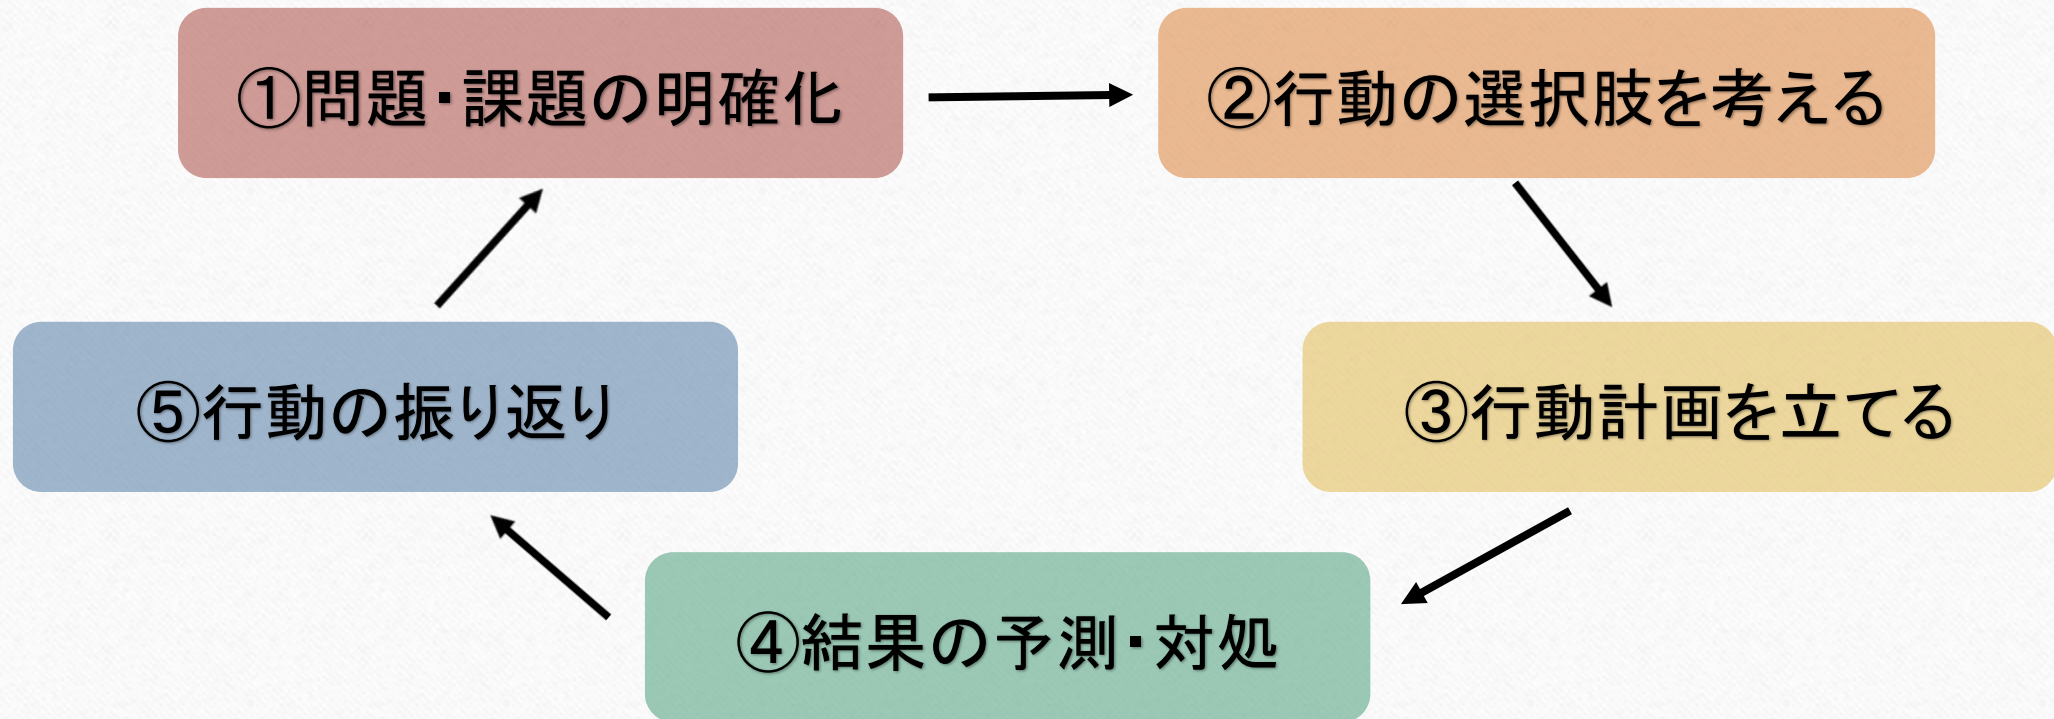 ①問題・課題の明確化
②行動の選択肢を考える
③行動計画を立てる
④結果の予測・対処
⑤行動の振り返り